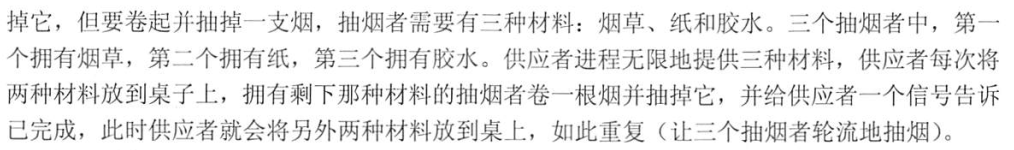 掉它，但要卷起并抽掉一支烟，抽烟者需要有三种材料：烟草、纸和胶水。三个抽烟者中，第一
个拥有烟草，第二个拥有纸，第三个拥有胶水。供应者进程无限地提供三种材料，供应者每次将
两种材料放到桌子上，拥有剩下那种材料的抽烟者卷一根烟并抽掉它，并给供应者一个信号告诉
已完成，此时供应者就会将另外两种材料放到桌上，如此重复（让三个抽烟者轮流地抽烟）。